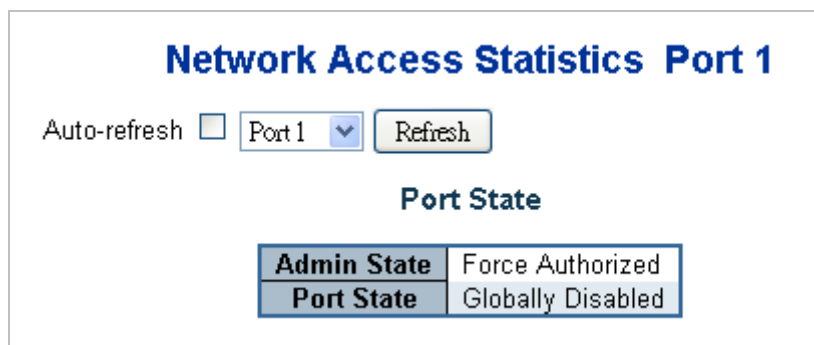 Network Access Statistics Port 1
Auto-refresh Port 1 Refresh
Port State
Admin State Force Authorized
Port State Globally Disabled